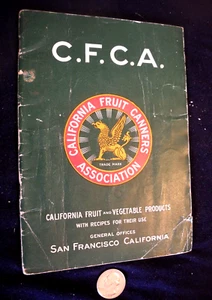 C.F.C.A.
CALIFORNIA FRUIT CANNERS
TRADE MARK
ASSOCIATION
CALIFORNIA FRUIT AND VEGETABLE PRODUCTS
WITH RECIPES FOR THEIR USE
GENERAL OFFICES
SAN FRANCISCO CALIFORNIA